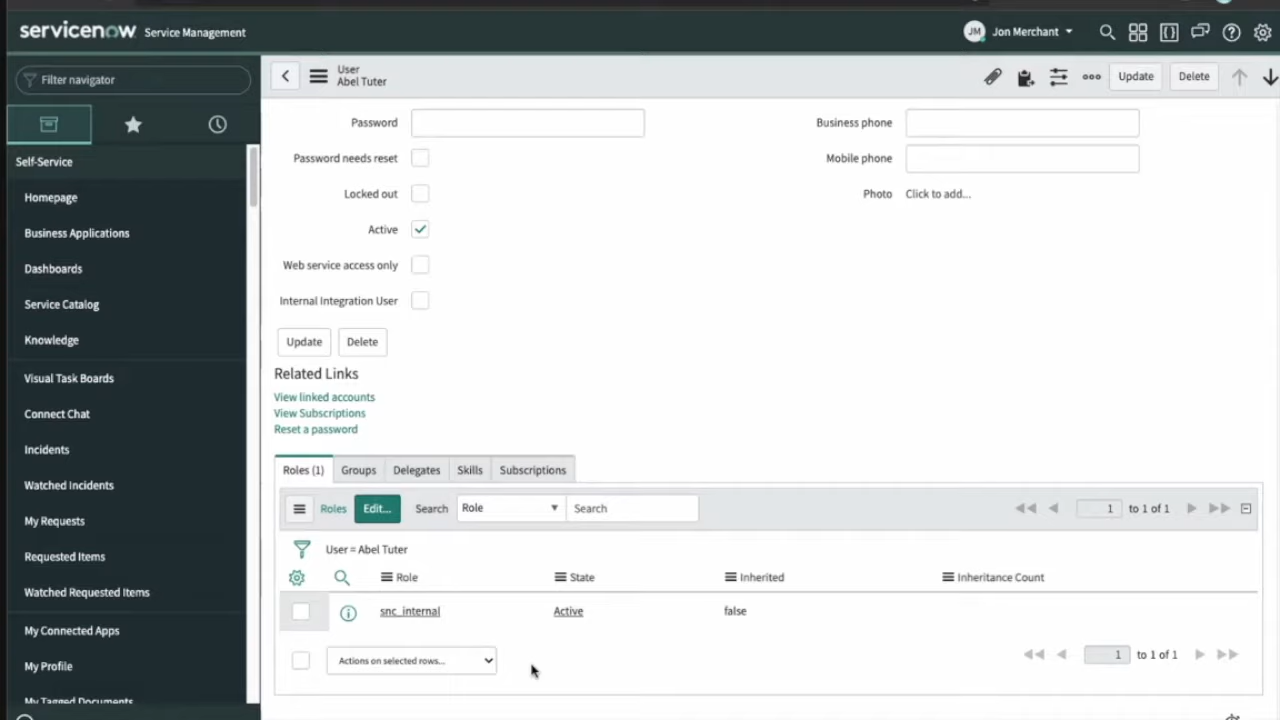 servicenow Service Management
JM Jon Merchant
Filter navigator
Self-Service
Homepage
Business Applications
Dashboards
Service Catalog
Knowledge
Visual Task Boards
Connect Chat
Incidents
Watched Incidents
My Requests
Requested Items
Watched Requested Items
My Connected Apps
My Profile
My Tagged Documents
User
Abel Tuter
Update Delete
Password
Password needs reset
Locked out
Active
Web service access only
Internal Integration User
Business phone
Mobile phone
Photo Click to add...
Update Delete
Related Links
View linked accounts
View Subscriptions
Reset a password
Roles (1) Groups Delegates Skills Subscriptions
Roles Edit... Search Role Search 1 to 1 of 1
User = Abel Tuter
Role State Inherited Inheritance Count
snc_internal Active false
Actions on selected rows... 1 to 1 of 1